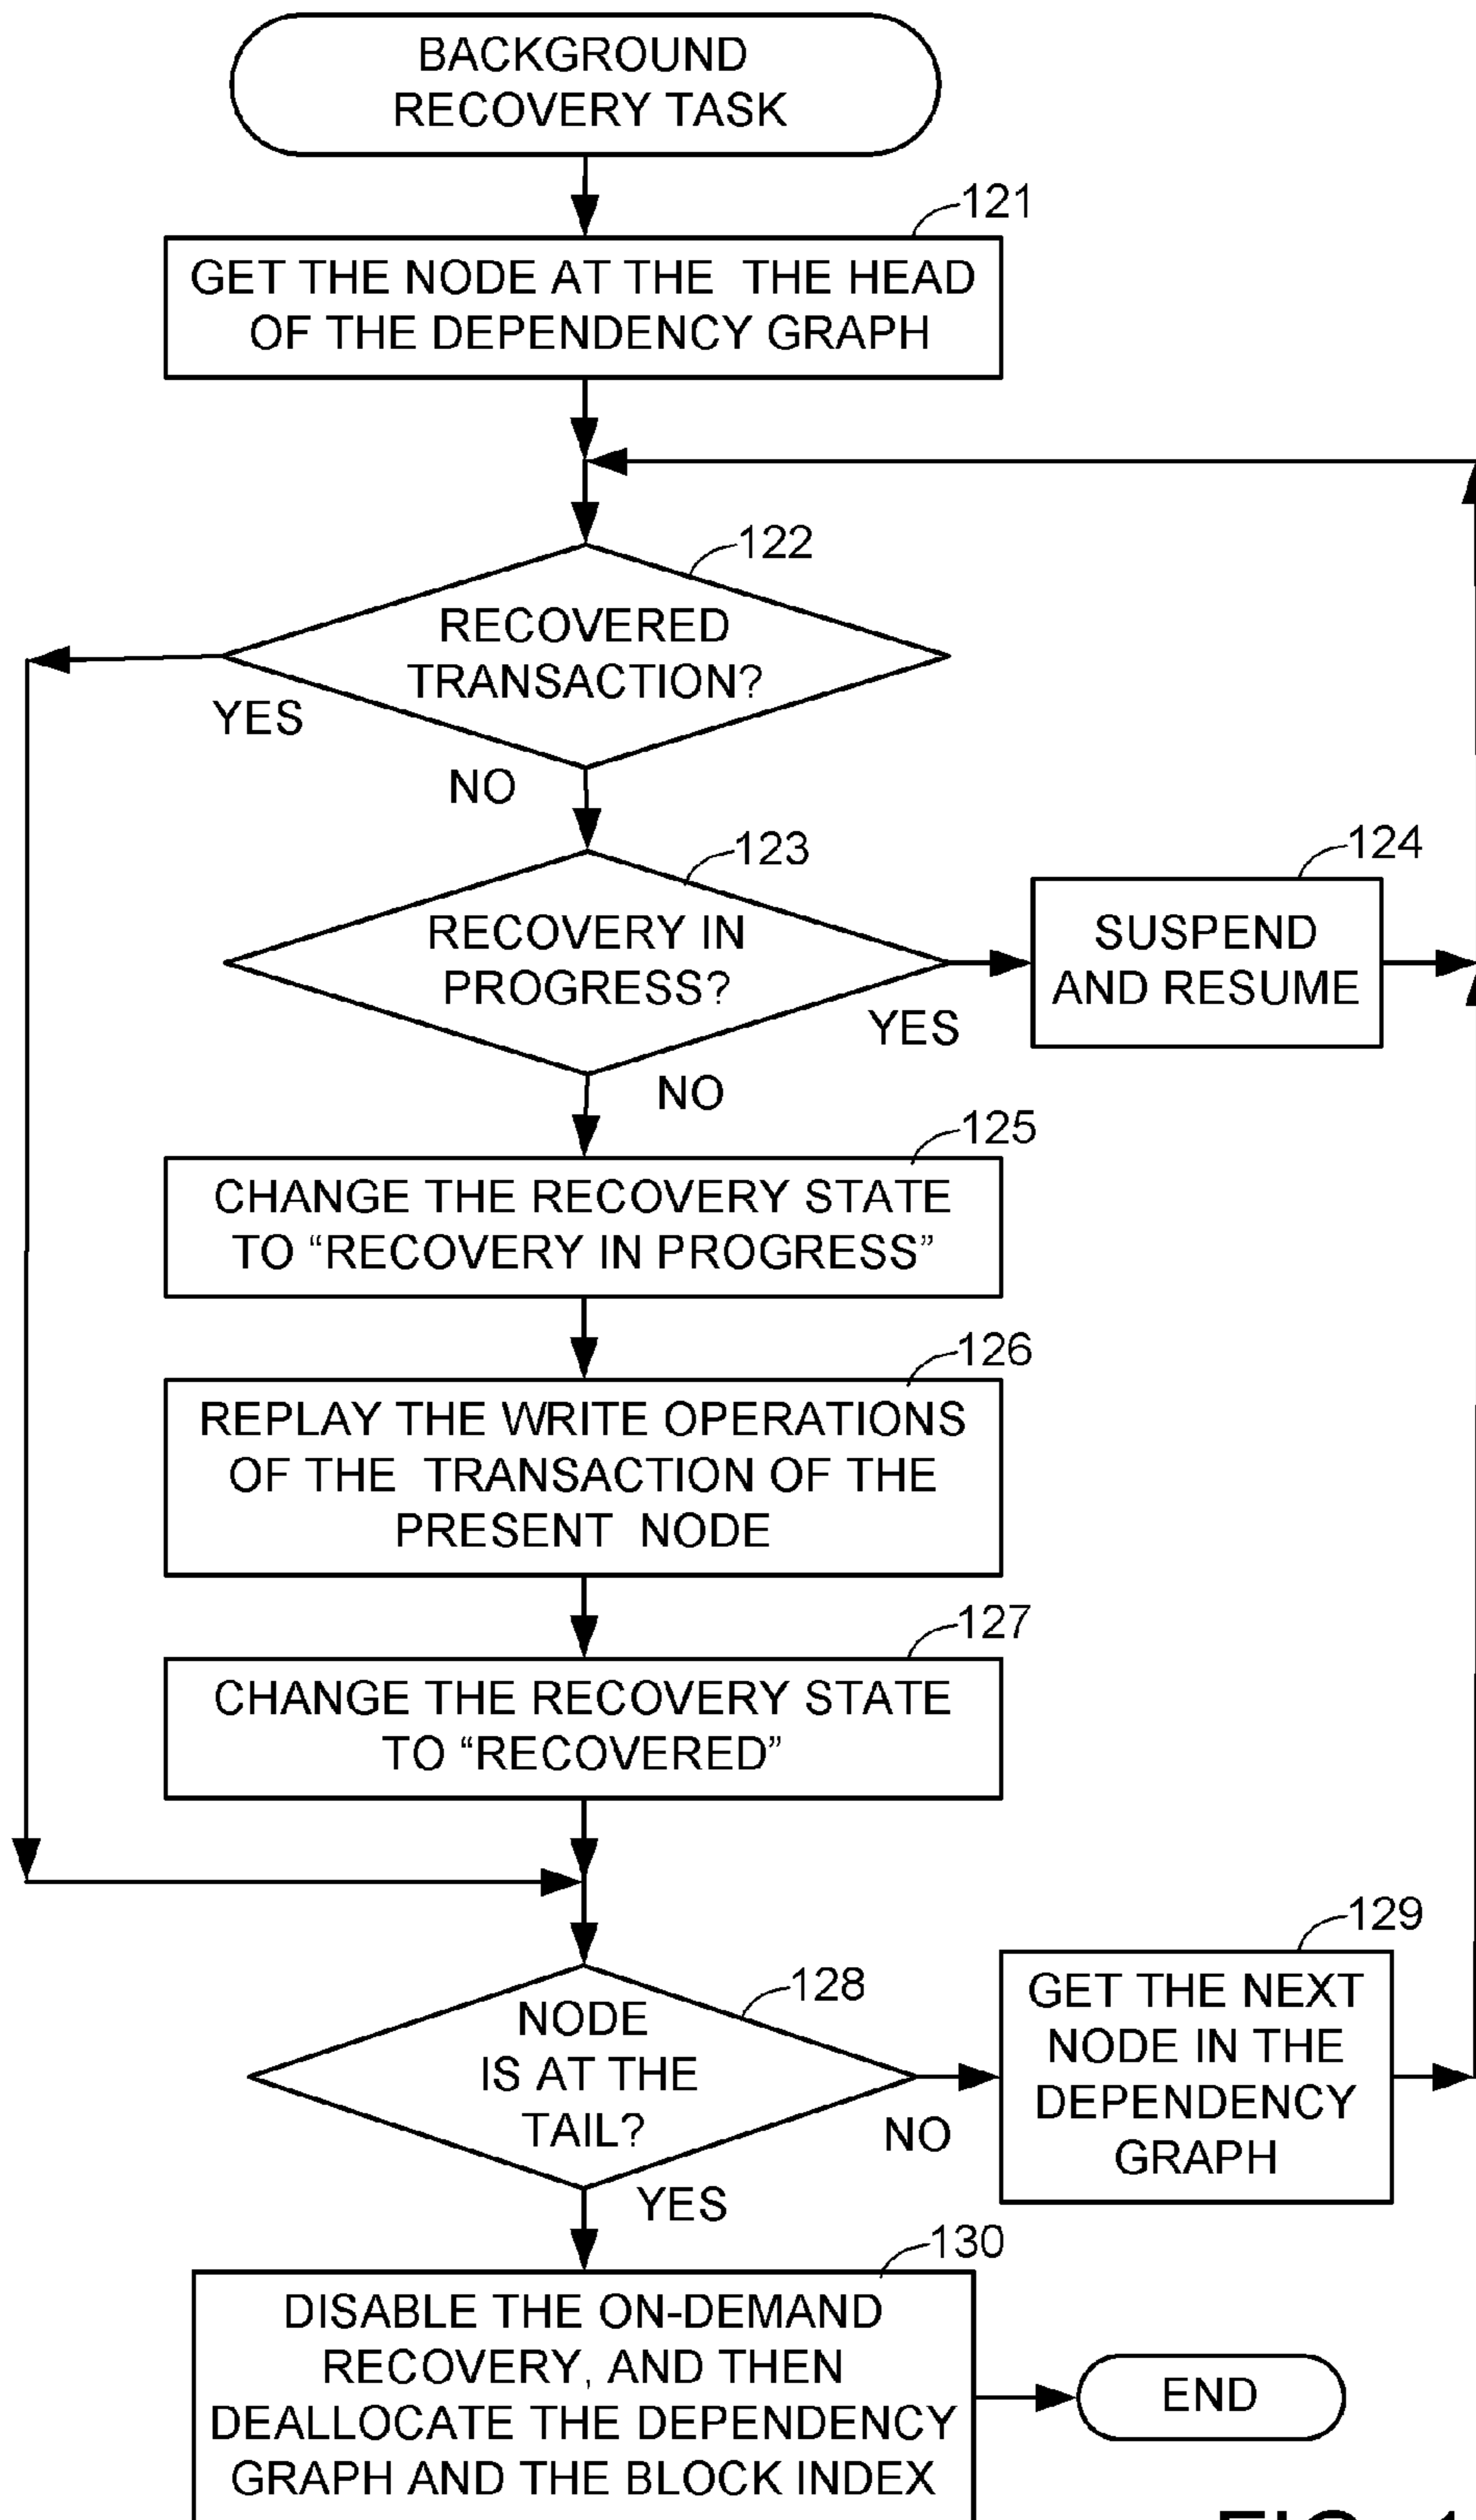 BACKGROUND
RECOVERY TASK
121
GET THE NODE AT THE THE HEAD
OF THE DEPENDENCY GRAPH
122
RECOVERED
TRANSACTION?
YES
NO
123
RECOVERY IN
PROGRESS?
YES
NO
124
SUSPEND
AND RESUME
125
CHANGE THE RECOVERY STATE
TO “RECOVERY IN PROGRESS”
126
REPLAY THE WRITE OPERATIONS
OF THE TRANSACTION OF THE
PRESENT NODE
127
CHANGE THE RECOVERY STATE
TO “RECOVERED”
128
NODE
IS AT THE
TAIL?
NO
YES
129
GET THE NEXT
NODE IN THE
DEPENDENCY
GRAPH
130
DISABLE THE ON-DEMAND
RECOVERY, AND THEN
DEALLOCATE THE DEPENDENCY
GRAPH AND THE BLOCK INDEX
END